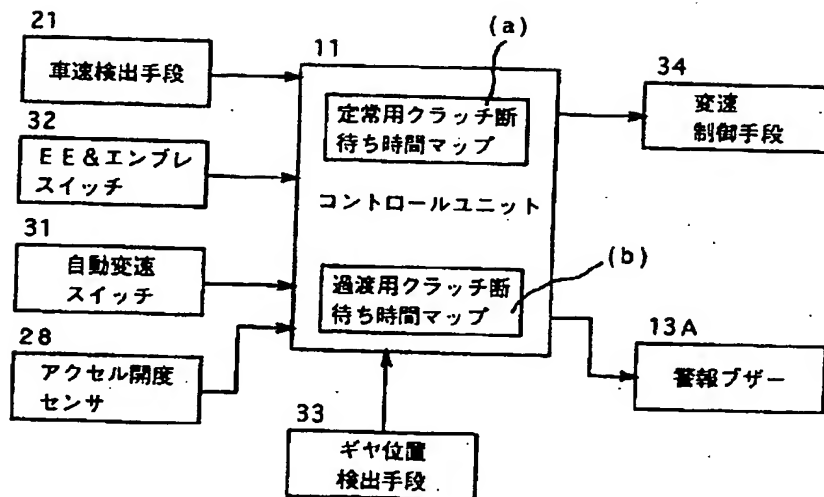 (a)
21
車速検出手段
11
定常用クラッチ断
待ち時間マップ
34
変速
制御手段
32
EE&エンブレ
スイッチ
コントロールユニット
31
自動変速
スイッチ
過渡用クラッチ断
待ち時間マップ
(b)
13A
警報ブザー
28
アクセル開度
センサ
33
ギヤ位置
検出手段